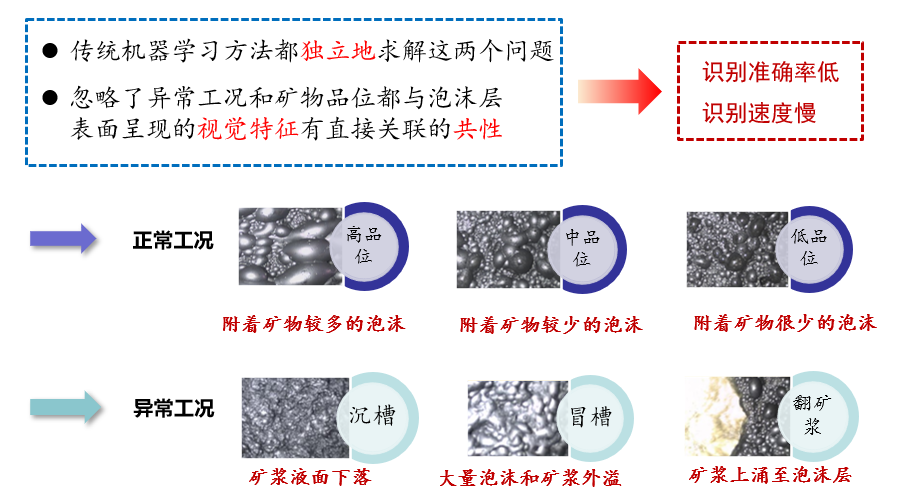 ● 传统机器学习方法都独立地求解这两个问题
● 忽略了异常工况和矿物品位都与泡沫层
表面呈现的视觉特征有直接关联的共性
识别准确率低
识别速度慢
正常工况
高品
位
中品
位
低品
位
附着矿物较多的泡沫
附着矿物较少的泡沫
附着矿物很少的泡沫
异常工况
沉槽
冒槽
翻矿
浆
矿浆液面下落
大量泡沫和矿浆外溢
矿浆上涌至泡沫层